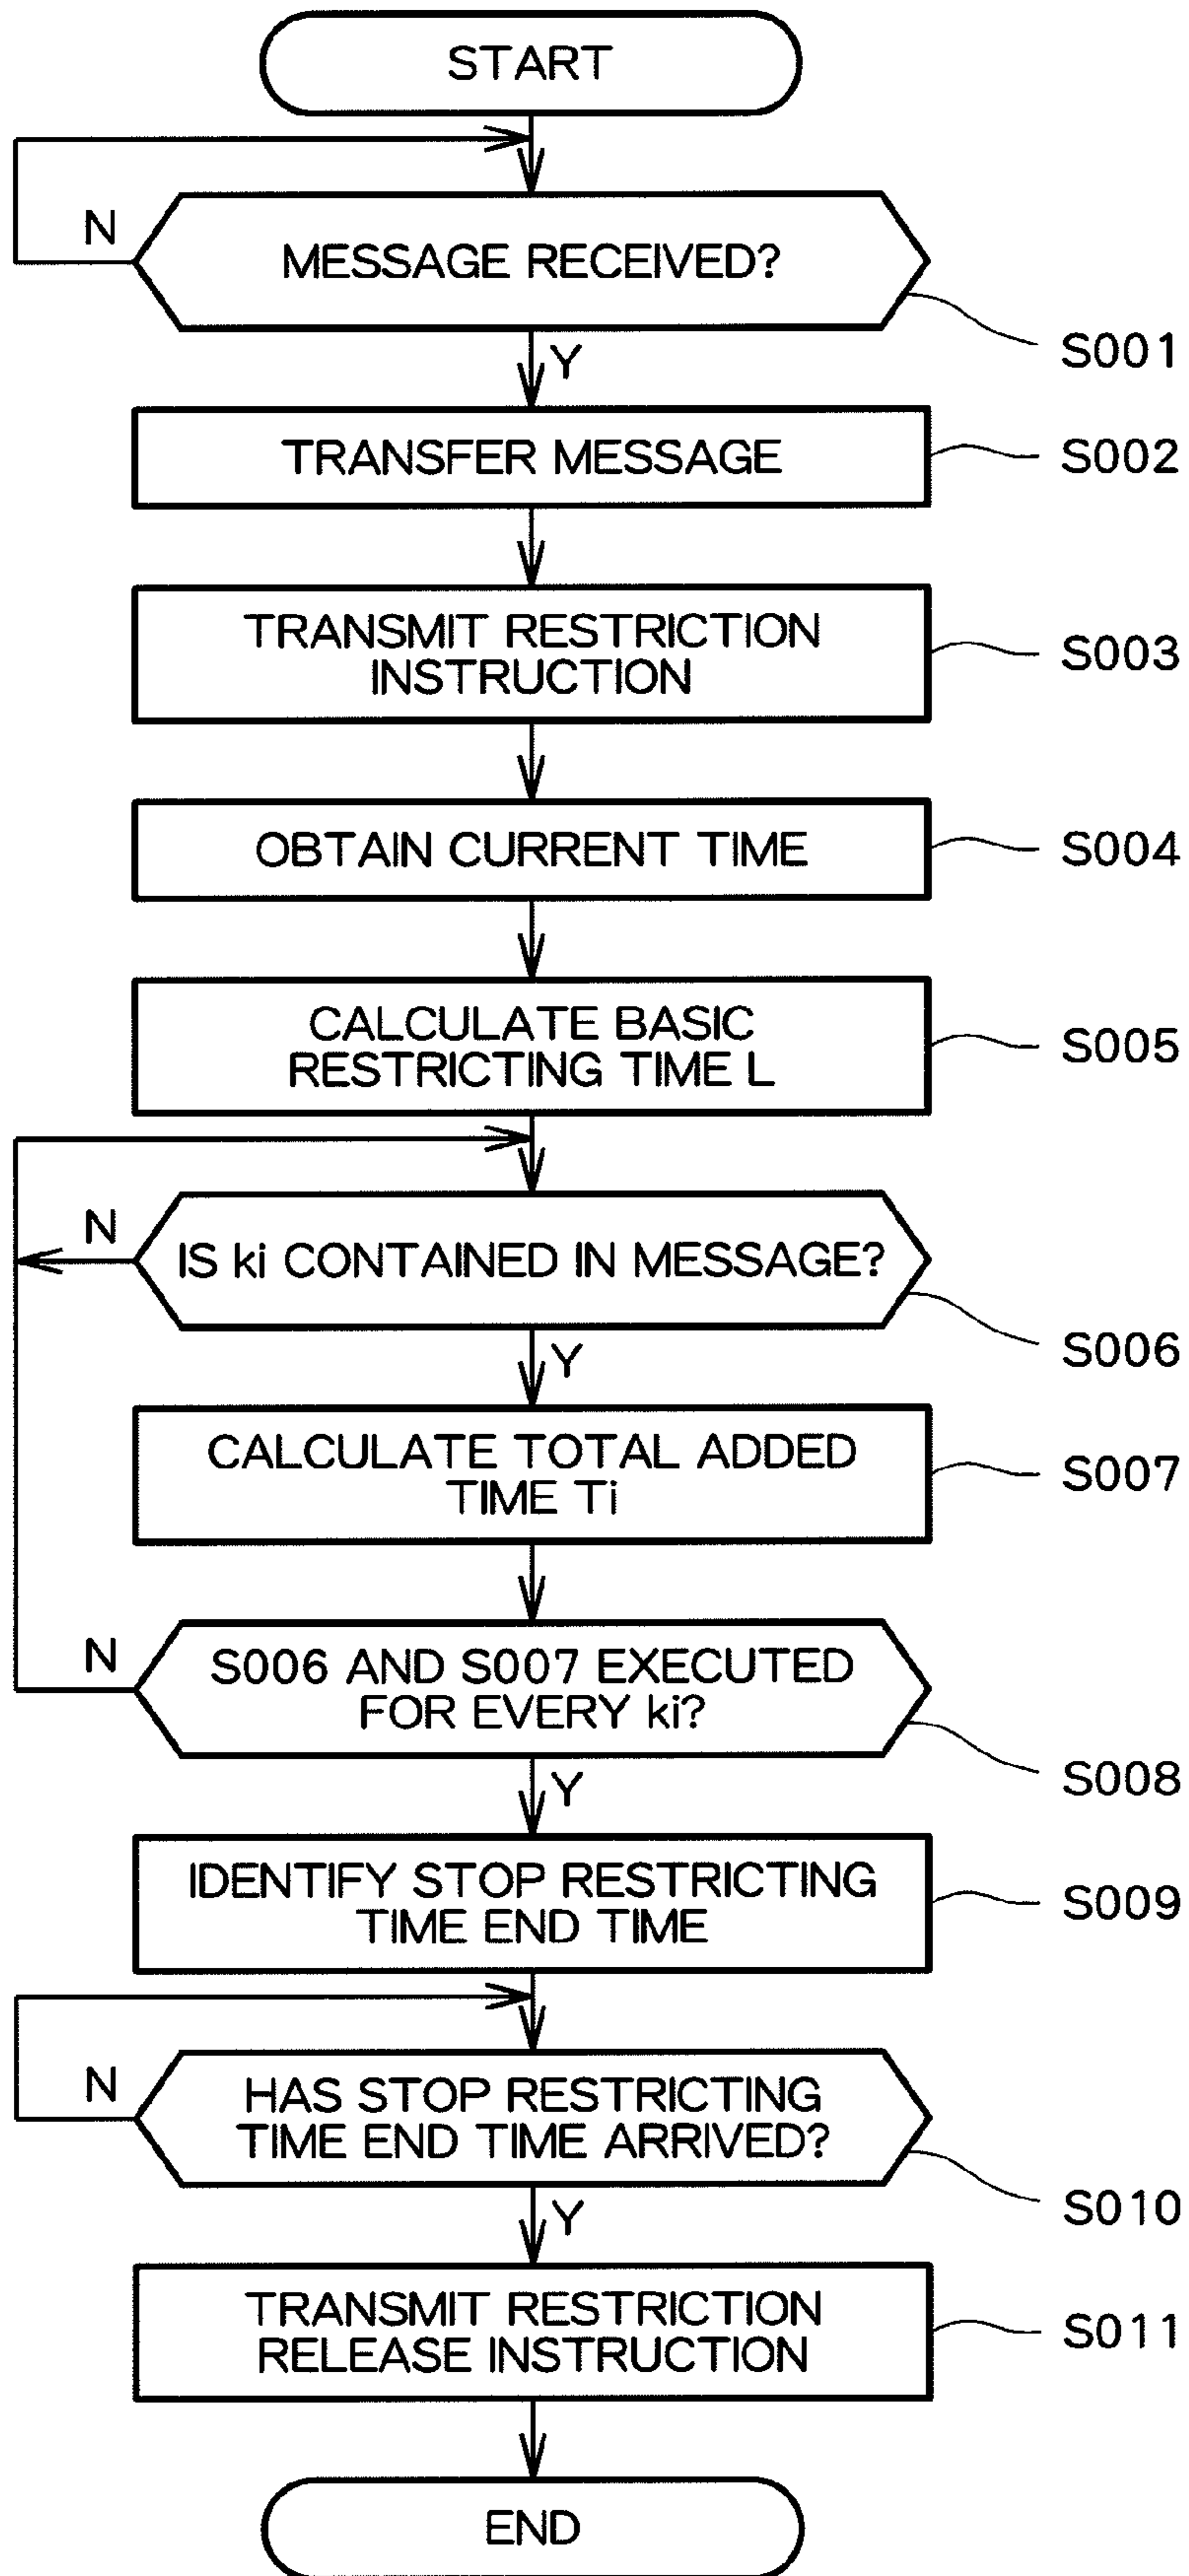 START
N
MESSAGE RECEIVED?
S001
Y
TRANSFER MESSAGE
S002
TRANSMIT RESTRICTION
INSTRUCTION
S003
OBTAIN CURRENT TIME
S004
CALCULATE BASIC
RESTRICTING TIME L
S005
N
IS ki CONTAINED IN MESSAGE?
S006
Y
CALCULATE TOTAL ADDED
TIME Ti
S007
N
S006 AND S007 EXECUTED
FOR EVERY ki?
S008
Y
IDENTIFY STOP RESTRICTING
TIME END TIME
S009
N
HAS STOP RESTRICTING
TIME END TIME ARRIVED?
S010
Y
TRANSMIT RESTRICTION
RELEASE INSTRUCTION
S011
END